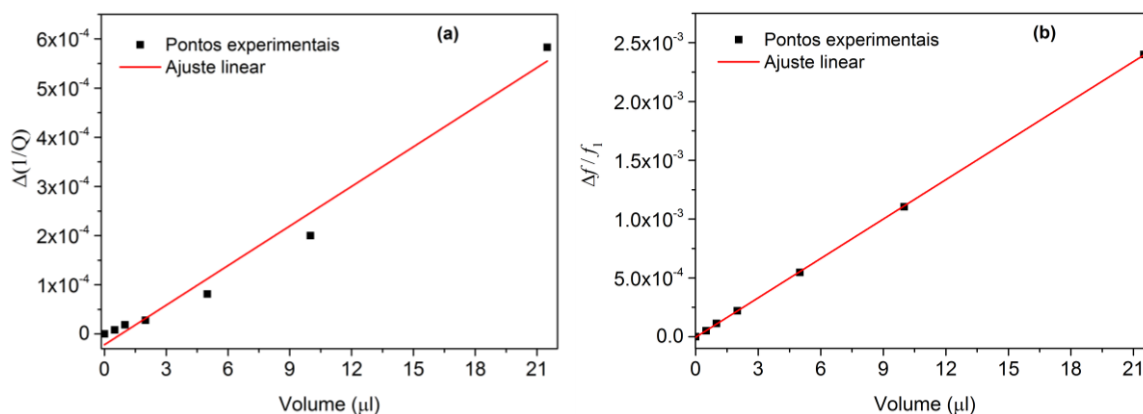 (a)
Pontos experimentais
Ajuste linear
Δ(1/Q)
6x10⁻⁴
5x10⁻⁴
4x10⁻⁴
3x10⁻⁴
2x10⁻⁴
1x10⁻⁴
0
0 3 6 9 12 15 18 21
Volume (μl)
(b)
Pontos experimentais
Ajuste linear
Δf / f₁
2.5x10⁻³
2.0x10⁻³
1.5x10⁻³
1.0x10⁻³
5.0x10⁻⁴
0.0
0 3 6 9 12 15 18 21
Volume (μl)